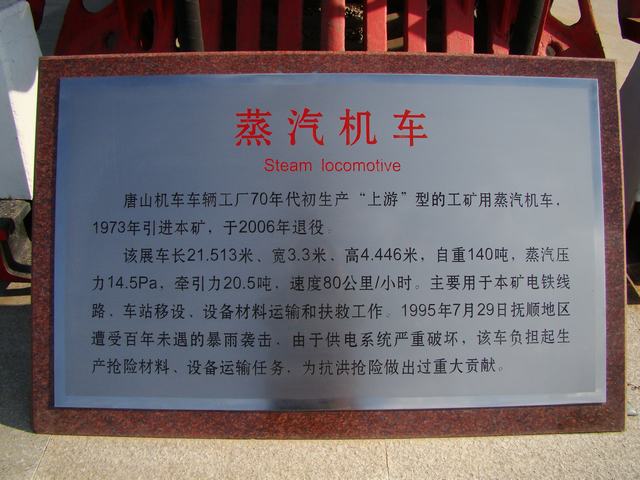 蒸汽机车
Steam locomotive
唐山机车车辆工厂70年代初生产“上游”型的工矿用蒸汽机车，
1973年引进本矿，于2006年退役。
该展车长21.513米、宽3.3米、高4.446米，自重140吨，蒸汽压
力14.5Pa，牵引力20.5吨，速度80公里/小时。主要用于本矿电铁线
路、车站移设、设备材料运输和扶救工作。1995年7月29日抚顺地区
遭受百年未遇的暴雨袭击，由于供电系统严重破坏，该车负担起生
产抢险材料、设备运输任务，为抗洪抢险做出过重大贡献。